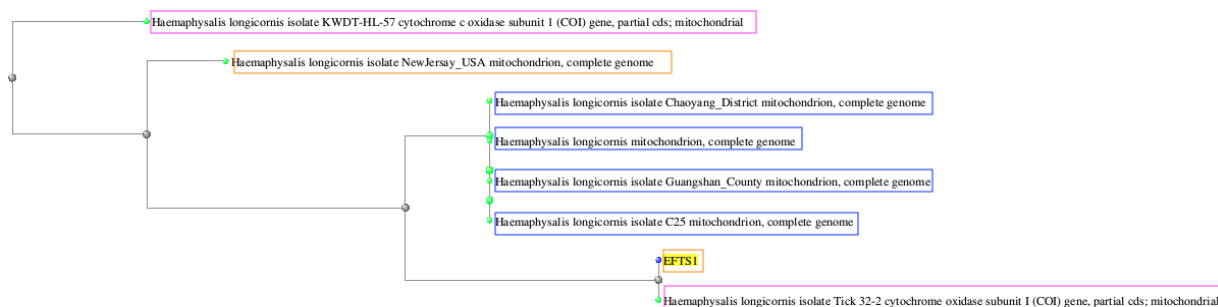 Haemaphysalis longicornis isolate KWDT-HL-57 cytochrome c oxidase subunit 1 (COI) gene, partial cds; mitochondrial
Haemaphysalis longicornis isolate NewJersay_USA mitochondrion, complete genome
Haemaphysalis longicornis isolate Chaoyang_District mitochondrion, complete genome
Haemaphysalis longicornis mitochondrion, complete genome
Haemaphysalis longicornis isolate Guangshan_County mitochondrion, complete genome
Haemaphysalis longicornis isolate C25 mitochondrion, complete genome
EFTS1
Haemaphysalis longicornis isolate Tick 32-2 cytochrome oxidase subunit I (COI) gene, partial cds; mitochondrial